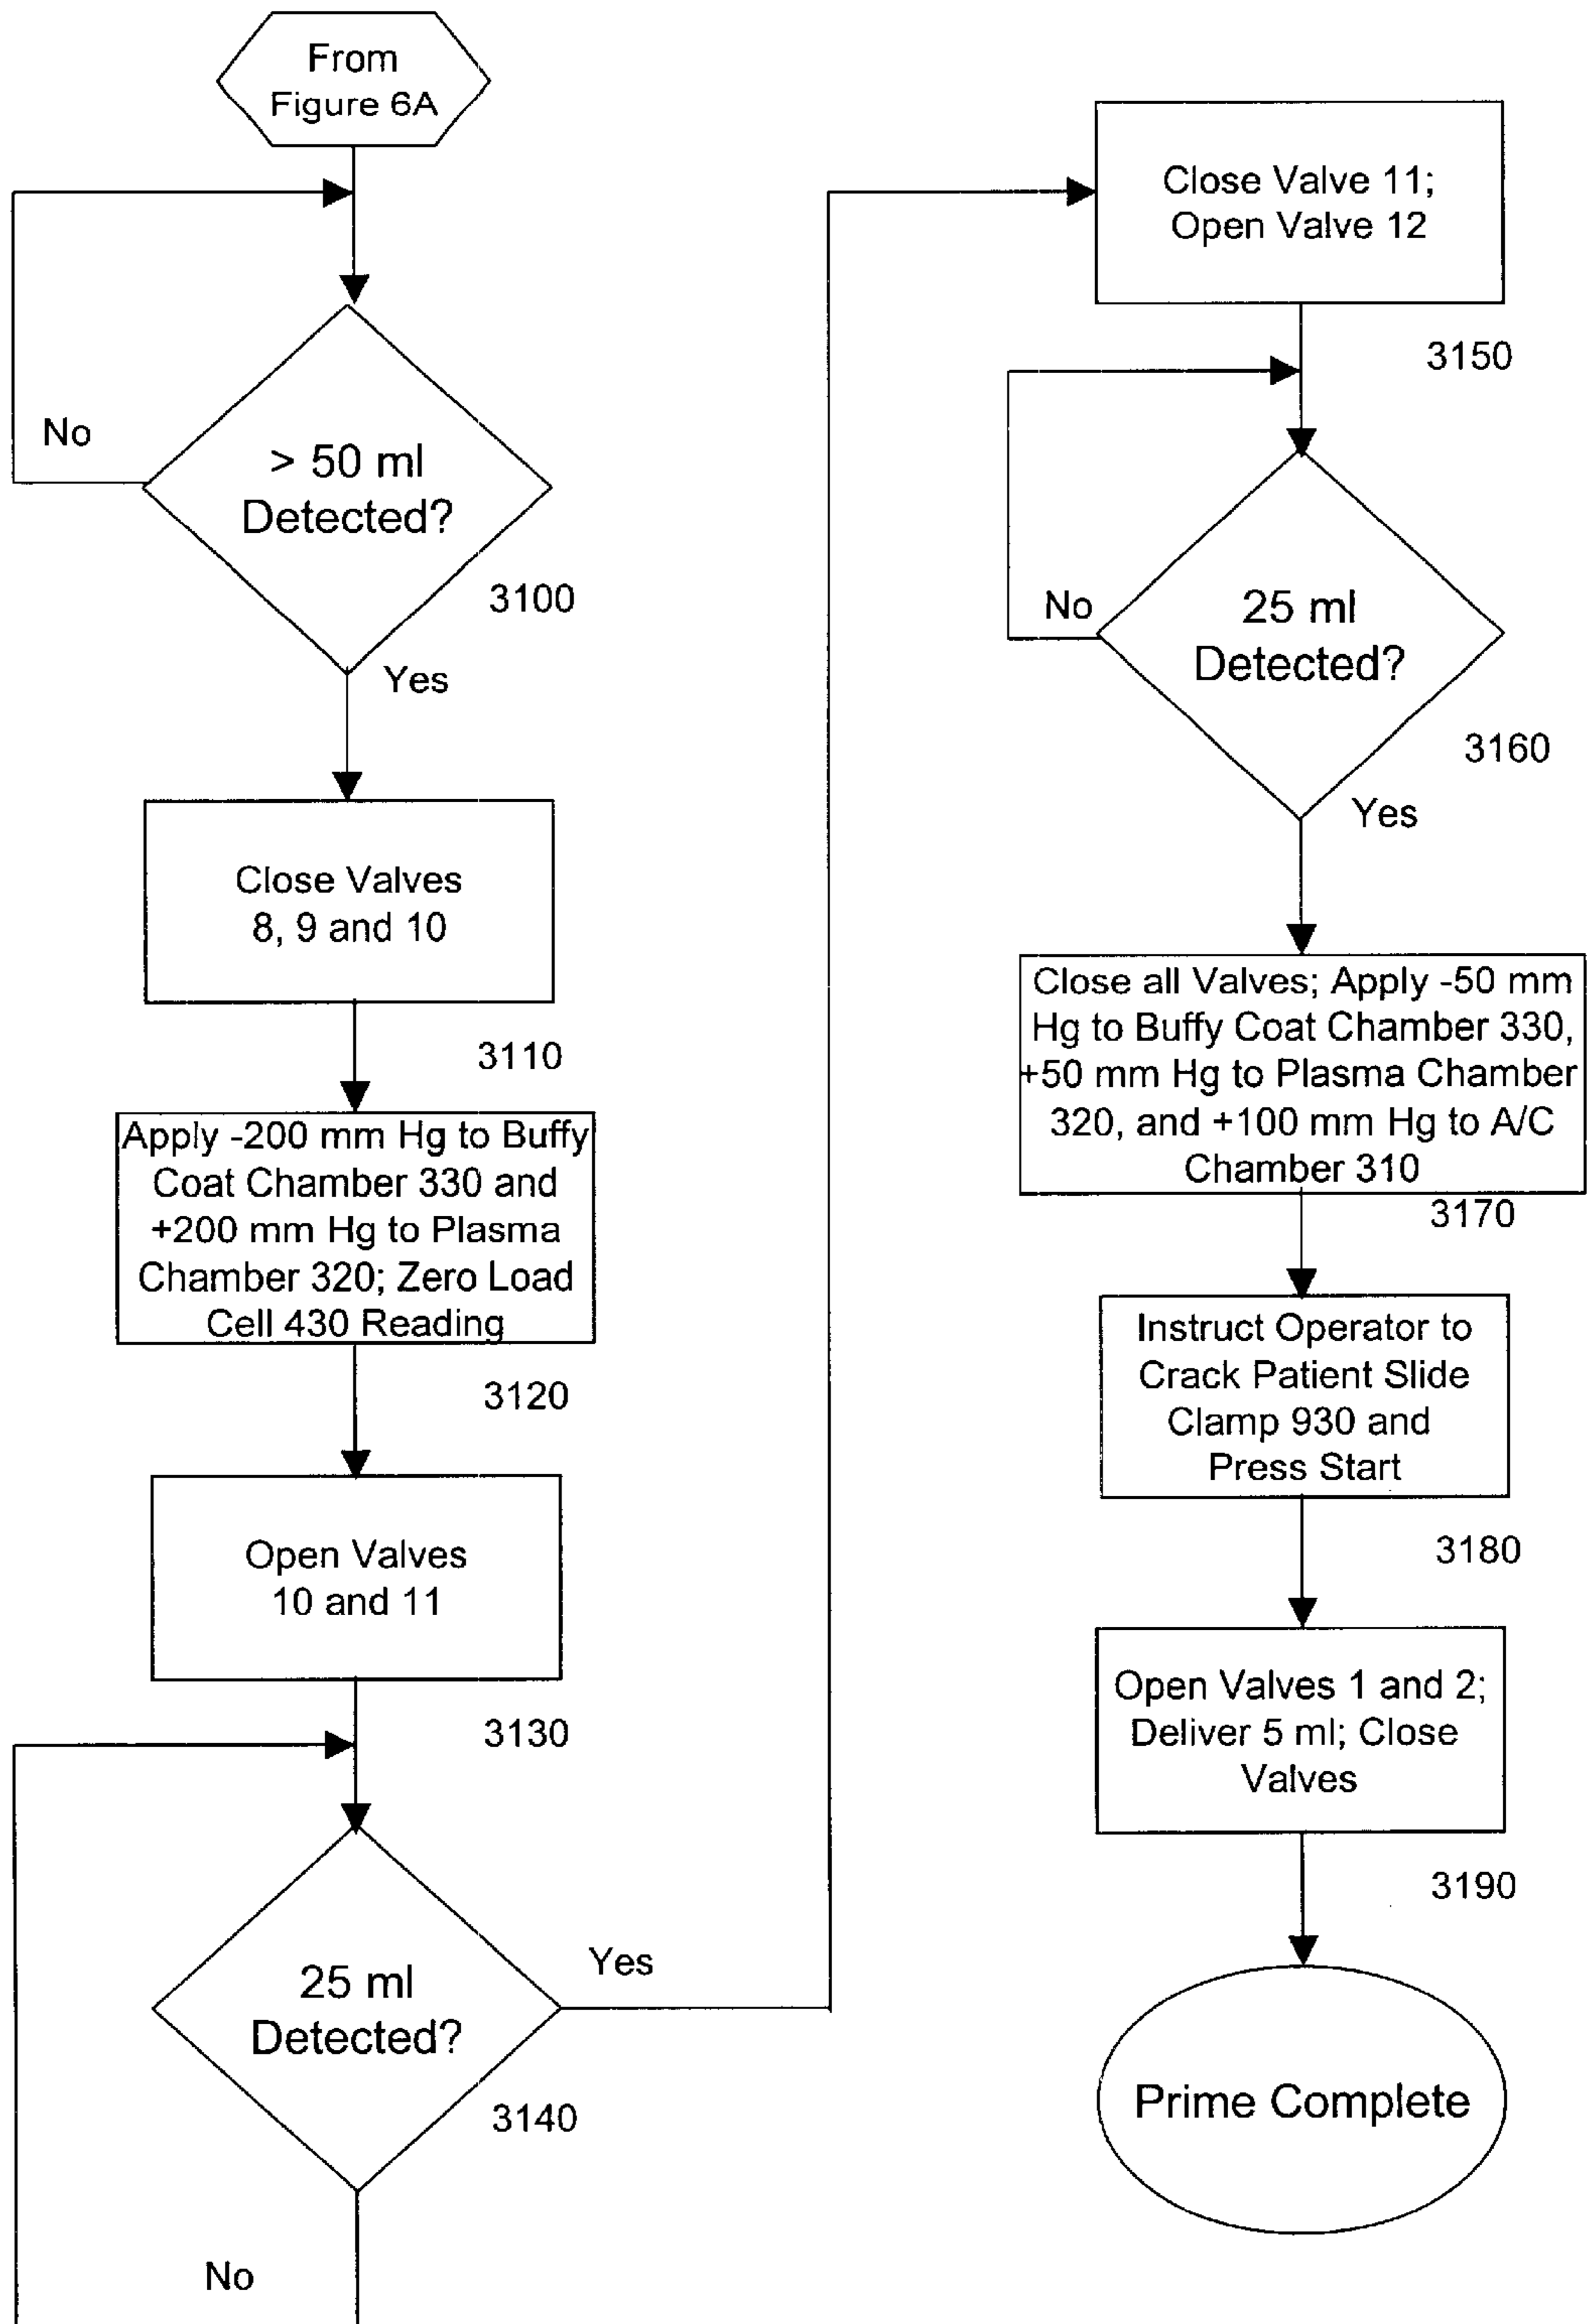 From
Figure 6A
No
> 50 ml
Detected?
3100
Yes
Close Valves
8, 9 and 10
3110
Apply -200 mm Hg to Buffy
Coat Chamber 330 and
+200 mm Hg to Plasma
Chamber 320; Zero Load
Cell 430 Reading
3120
Open Valves
10 and 11
3130
25 ml
Detected?
Yes
3140
No
Close Valve 11;
Open Valve 12
3150
No
25 ml
Detected?
3160
Yes
Close all Valves; Apply -50 mm
Hg to Buffy Coat Chamber 330,
+50 mm Hg to Plasma Chamber
320, and +100 mm Hg to A/C
Chamber 310
3170
Instruct Operator to
Crack Patient Slide
Clamp 930 and
Press Start
3180
Open Valves 1 and 2;
Deliver 5 ml; Close
Valves
3190
Prime Complete